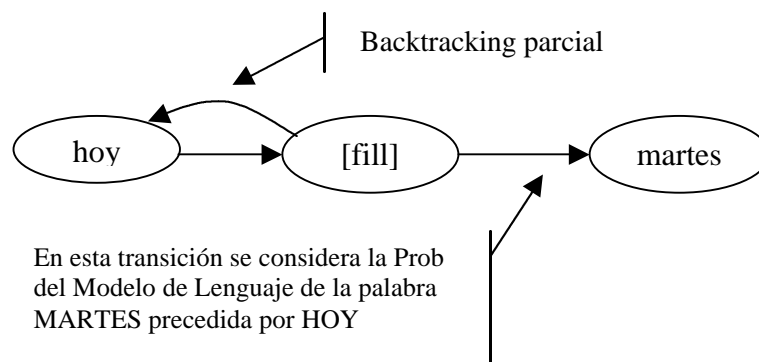 Backtracking parcial
hoy
[fill]
martes
En esta transición se considera la Prob
del Modelo de Lenguaje de la palabra
MARTES precedida por HOY